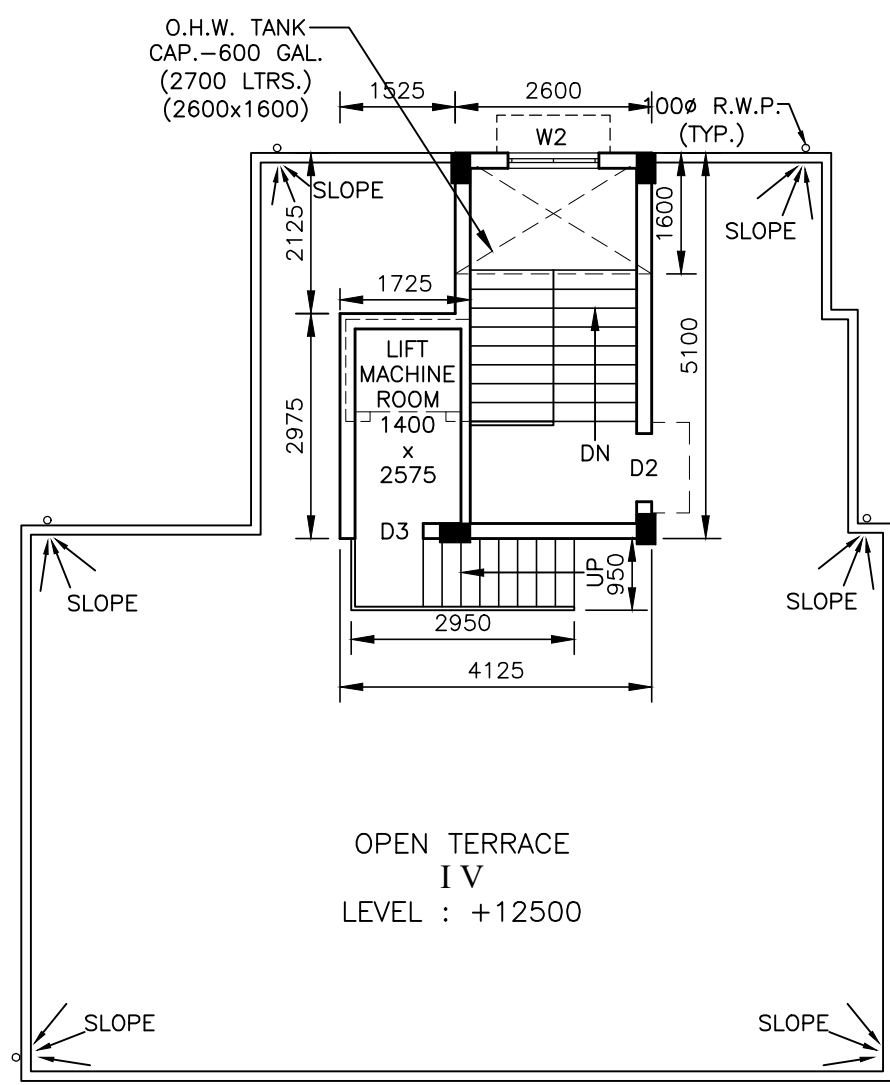 O.H.W. TANK
CAP.-600 GAL.
(2700 LTRS.)
(2600x1600)
1525
2600
100ø R.W.P.
(TYP.)
W2
SLOPE
2125
1600
SLOPE
1725
5100
LIFT
MACHINE
ROOM
1400
x
2575
2975
DN
D2
D3
UP
950
SLOPE
SLOPE
2950
4125
OPEN TERRACE
I V
LEVEL : +12500
SLOPE
SLOPE